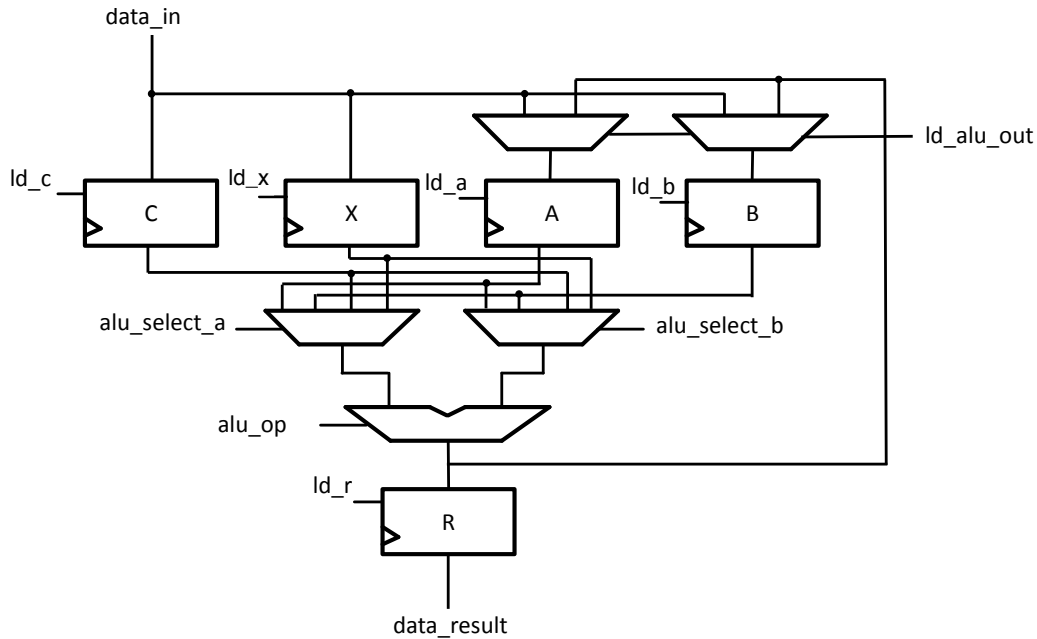 data_in
ld_alu_out
ld_c
ld_x
ld_a
ld_b
C
X
A
B
alu_select_a
alu_select_b
alu_op
ld_r
R
data_result